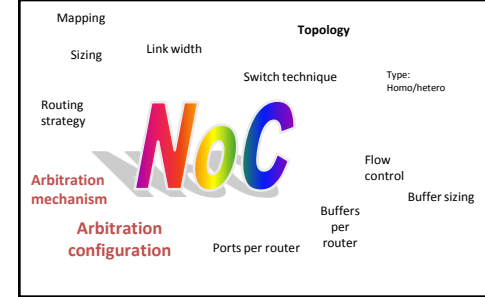 Mapping
Topology
Sizing
Link width
Switch technique
Type:
Homo/hetero
Routing
strategy
NoC
Flow
control
Arbitration
mechanism
Buffer sizing
Buffers
per
router
Arbitration
configuration
Ports per router